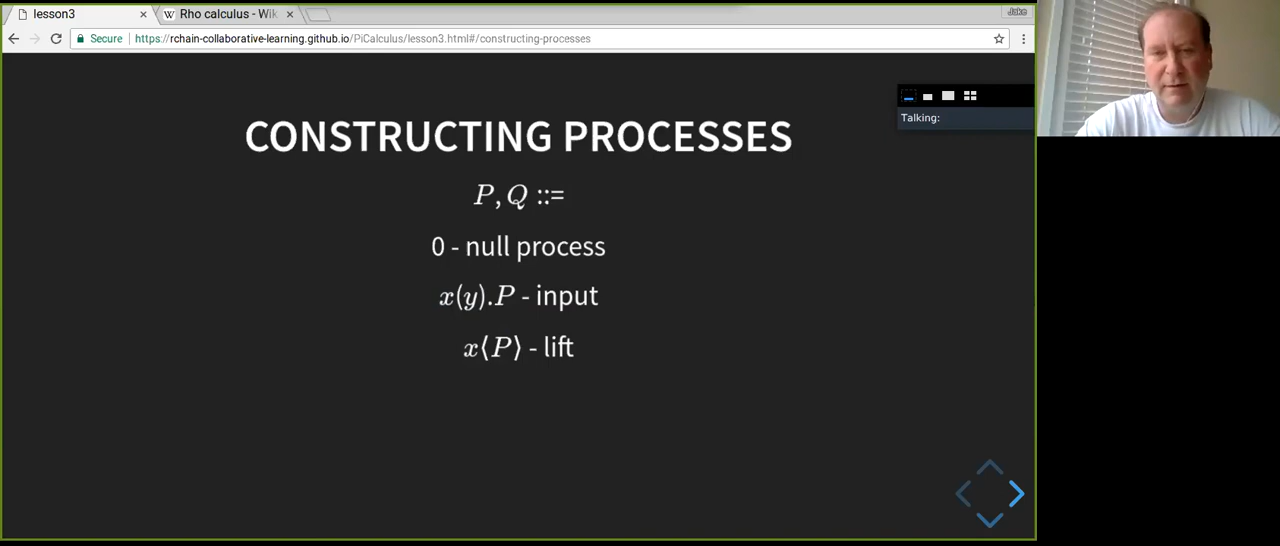 lesson3
Rho calculus - Wik
Jake
Secure
https://rchain-collaborative-learning.github.io/PiCalculus/lesson3.html#/constructing-processes
Talking:
CONSTRUCTING PROCESSES
P, Q ::=
0 - null process
x(y).P - input
x⟨P⟩ - lift